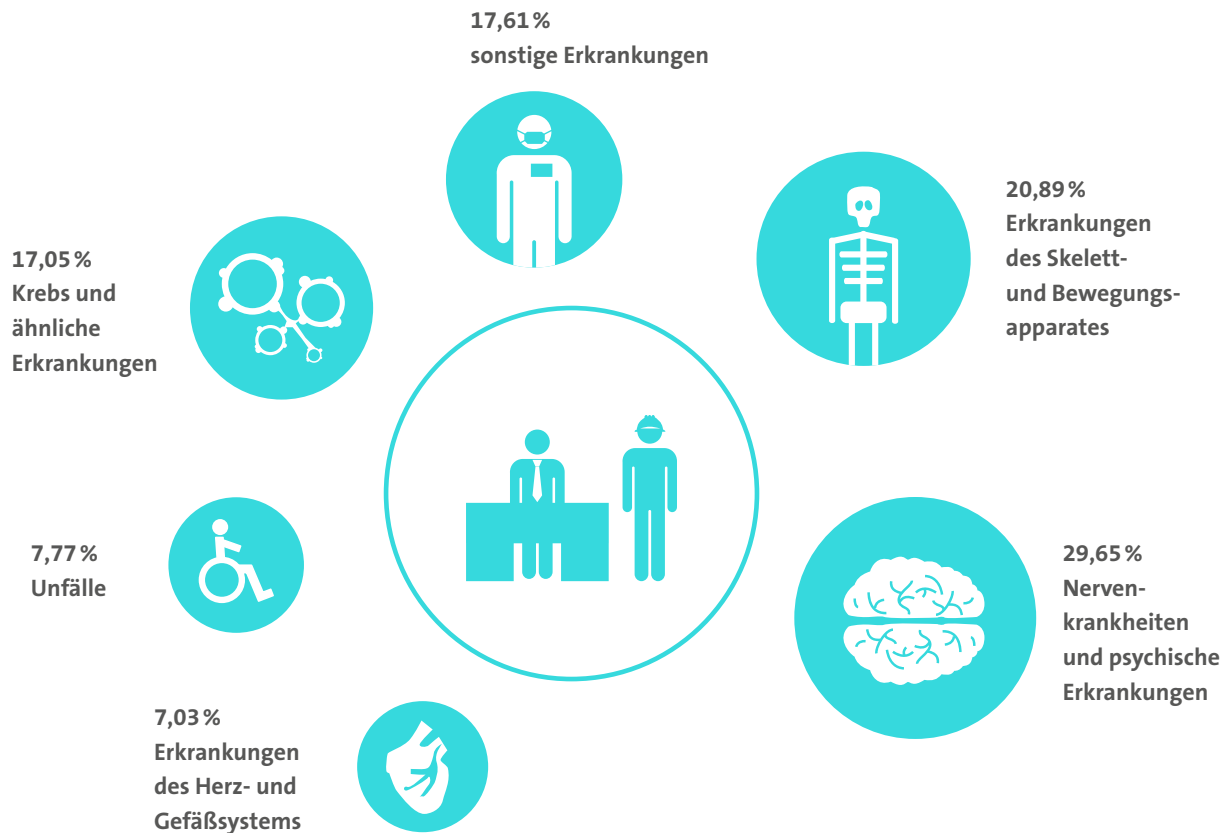 17,61 %
sonstige Erkrankungen
20,89 %
Erkrankungen
des Skelett-
und Bewegungs-
apparates
29,65 %
Nerven-
krankheiten
und psychische
Erkrankungen
7,03 %
Erkrankungen
des Herz- und
Gefäßsystems
7,77 %
Unfälle
17,05 %
Krebs und
ähnliche
Erkrankungen